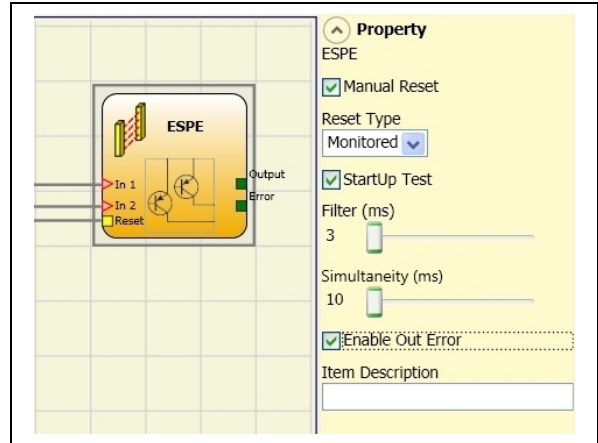 ESPE
In 1
In 2
Reset
Output
Error
Property
ESPE
Manual Reset
Reset Type
Monitored
StartUp Test
Filter (ms)
3
Simultaneity (ms)
10
Enable Out Error
Item Description